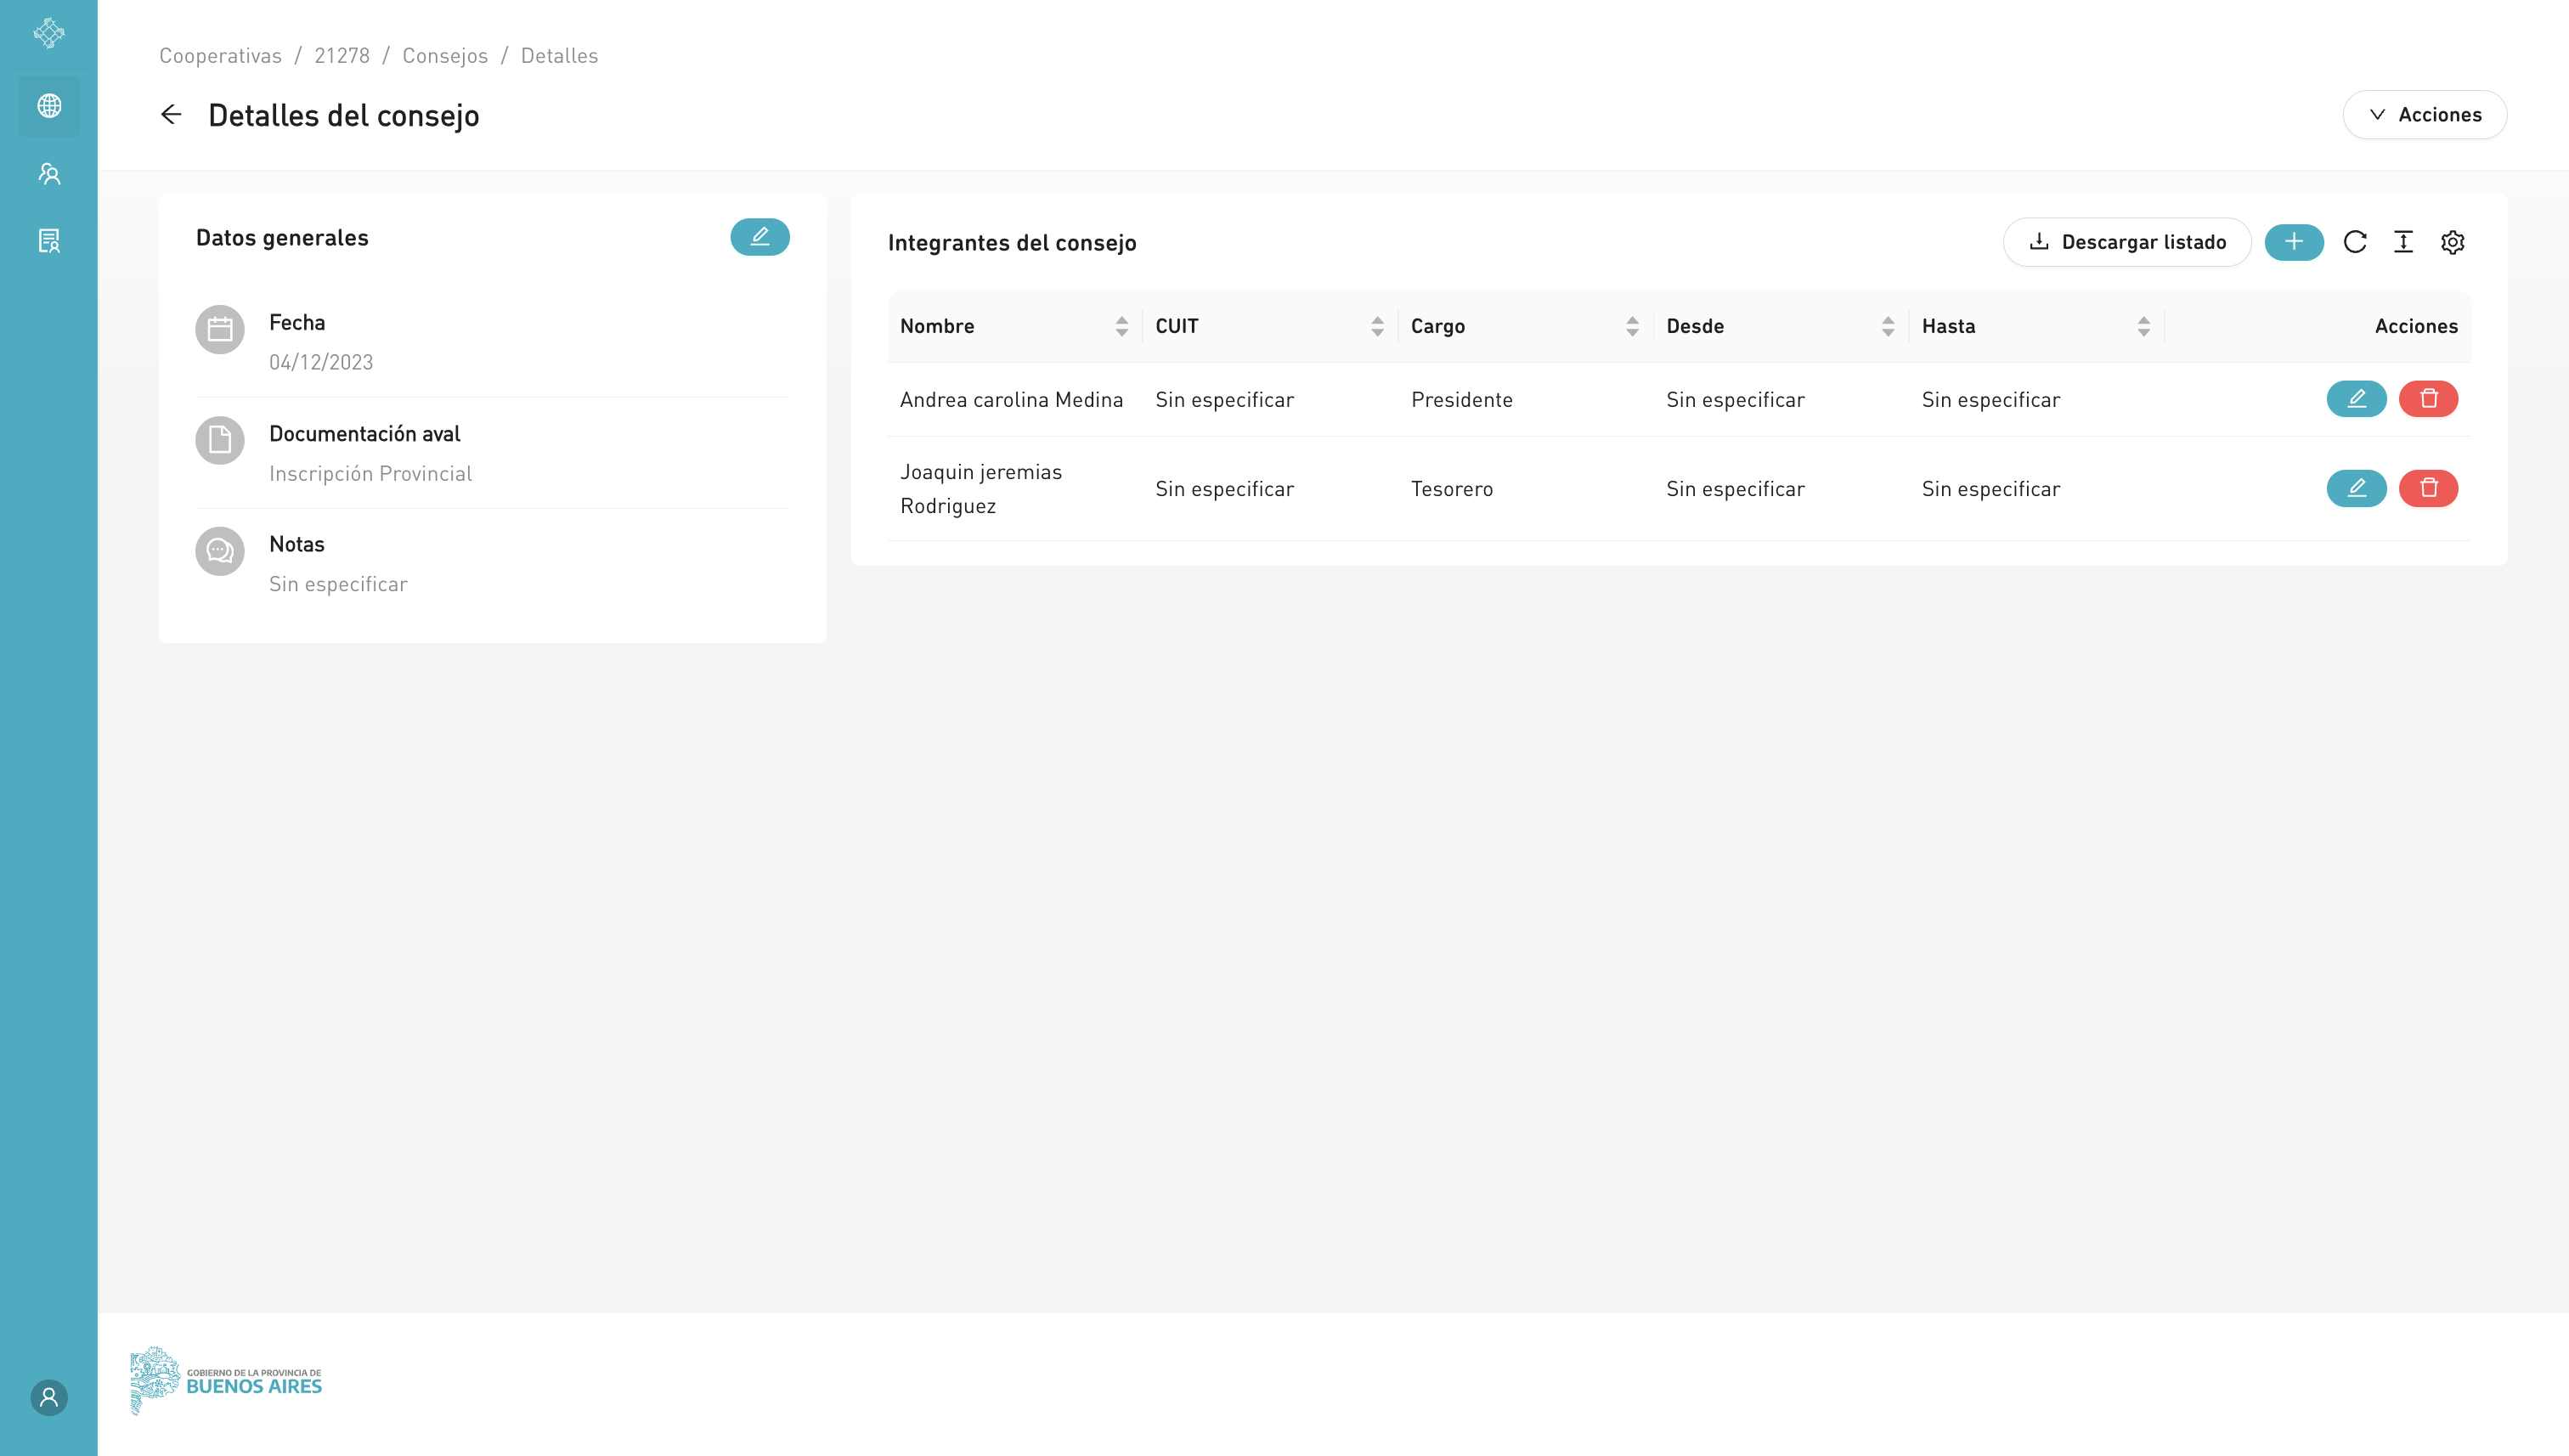 Cooperativas / 21278 / Consejos / Detalles
Detalles del consejo
Acciones
Datos generales
Fecha
04/12/2023
Documentación aval
Inscripción Provincial
Notas
Sin especificar
Integrantes del consejo
Descargar listado
Nombre CUIT Cargo Desde Hasta Acciones
Andrea carolina Medina Sin especificar Presidente Sin especificar Sin especificar
Joaquin jeremias
Rodriguez Sin especificar Tesorero Sin especificar Sin especificar
GOBIERNO DE LA PROVINCIA DE
BUENOS AIRES